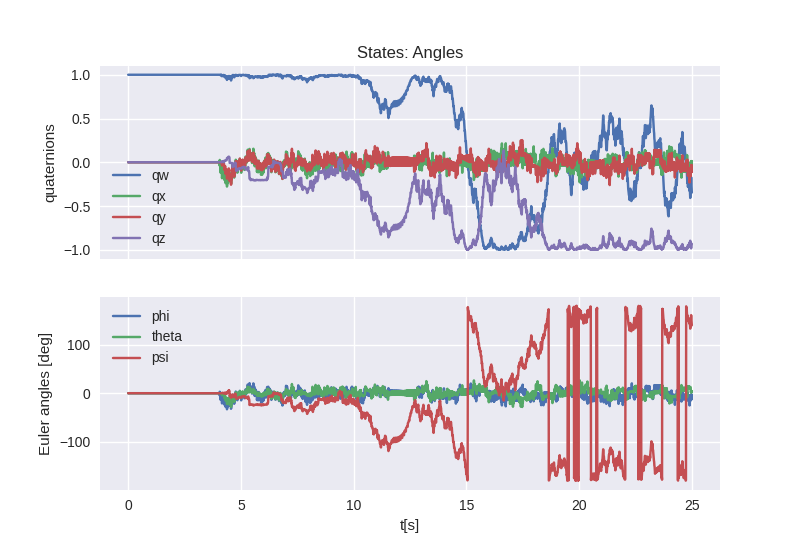 States: Angles
1.0
0.5
0.0
−0.5
−1.0
quaternions
qw
qx
qy
qz
100
0
−100
Euler angles [deg]
phi
theta
psi
0 5 10 15 20 25
t[s]